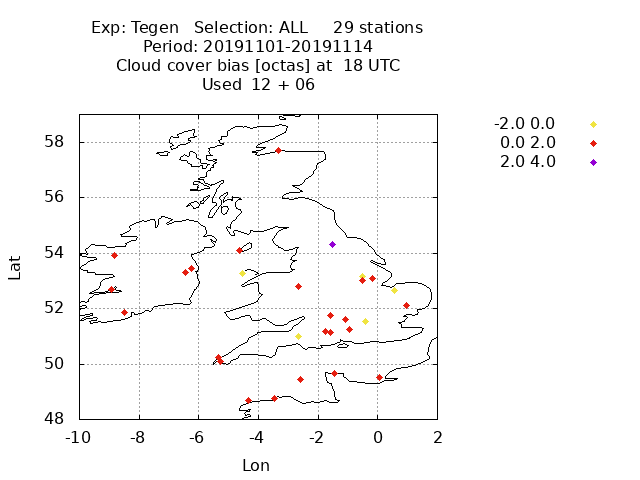 Exp: Tegen   Selection: ALL     29 stations
Period: 20191101-20191114
Cloud cover bias [octas] at  18 UTC
Used  12 + 06
-2.0 0.0
0.0 2.0
2.0 4.0
58
56
54
52
50
48
Lat
-10 -8 -6 -4 -2 0 2
Lon